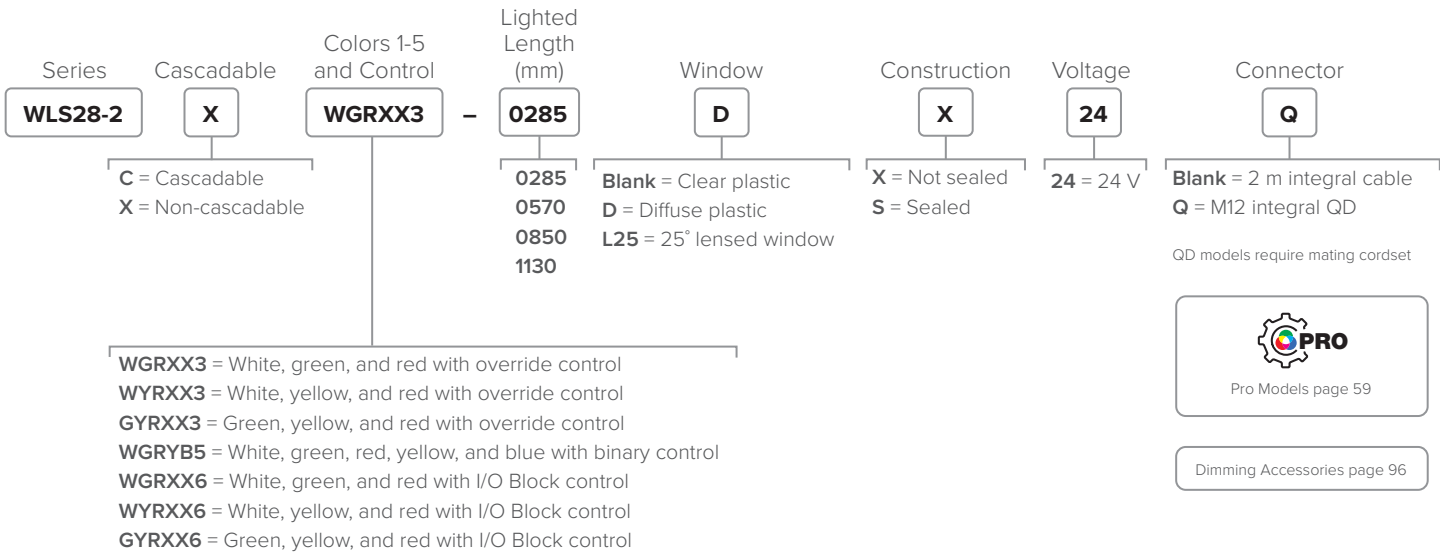 Series
Cascadable
Colors 1-5
and Control
Lighted
Length
(mm)
Window
Construction
Voltage
Connector
WLS28-2
X
WGRXX3
–
0285
D
X
24
Q
C = Cascadable
X = Non-cascadable
0285
0570
0850
1130
Blank = Clear plastic
D = Diffuse plastic
L25 = 25° lensed window
X = Not sealed
S = Sealed
24 = 24 V
Blank = 2 m integral cable
Q = M12 integral QD
QD models require mating cordset
PRO
Pro Models page 59
Dimming Accessories page 96
WGRXX3 = White, green, and red with override control
WYRXX3 = White, yellow, and red with override control
GYRXX3 = Green, yellow, and red with override control
WGRYB5 = White, green, red, yellow, and blue with binary control
WGRXX6 = White, green, and red with I/O Block control
WYRXX6 = White, yellow, and red with I/O Block control
GYRXX6 = Green, yellow, and red with I/O Block control